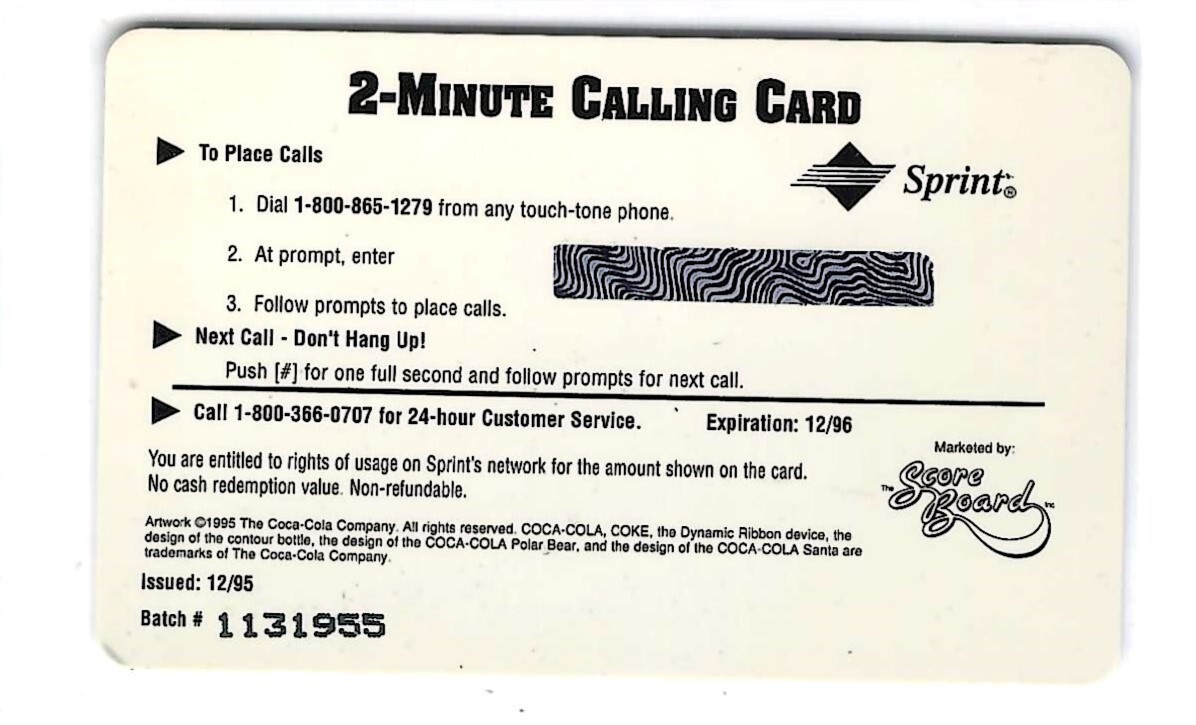 2-MINUTE CALLING CARD
To Place Calls
Sprint®
1. Dial 1-800-865-1279 from any touch-tone phone.
2. At prompt, enter
3. Follow prompts to place calls.
Next Call - Don't Hang Up!
Push [#] for one full second and follow prompts for next call.
Call 1-800-366-0707 for 24-hour Customer Service. Expiration: 12/96
Marketed by:
The Score Board Inc
You are entitled to rights of usage on Sprint's network for the amount shown on the card.
No cash redemption value. Non-refundable.
Artwork ©1995 The Coca-Cola Company. All rights reserved. COCA-COLA, COKE, the Dynamic Ribbon device, the
design of the contour bottle, the design of the COCA-COLA Polar Bear, and the design of the COCA-COLA Santa are
trademarks of The Coca-Cola Company.
Issued: 12/95
Batch # 1131955